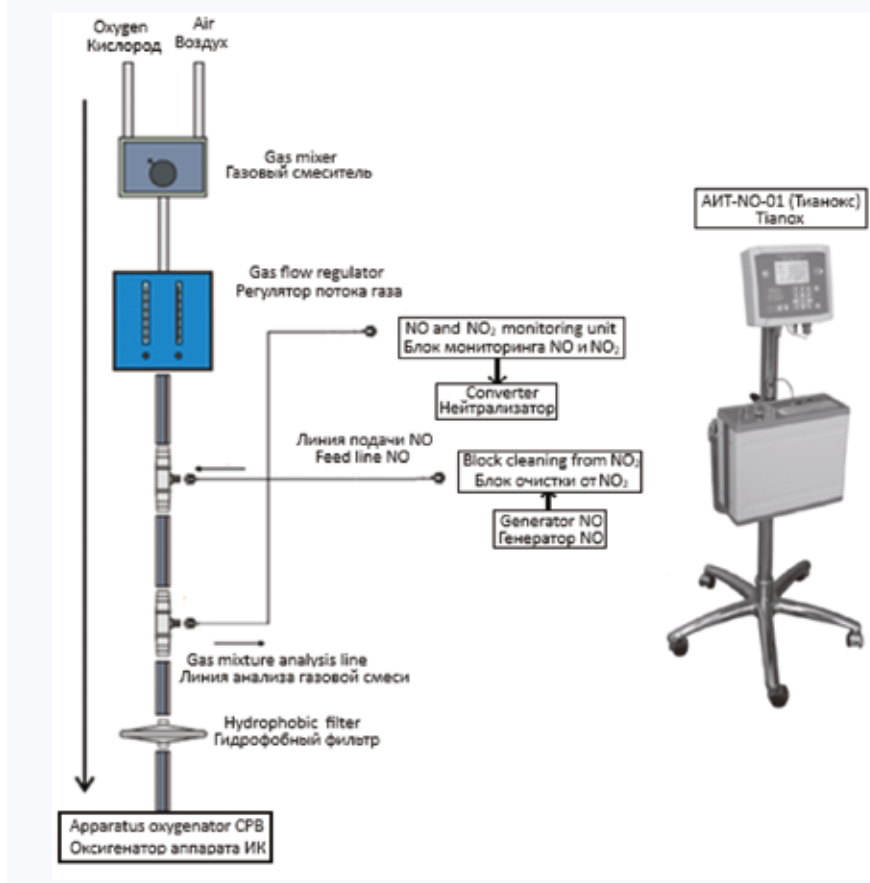 Oxygen
Кислород
Air
Воздух
Gas mixer
Газовый смеситель
АИТ-NO-01 (Тианокс)
Tianox
Gas flow regulator
Регулятор потока газа
NO and NO₂ monitoring unit
Блок мониторинга NO и NO₂
Converter
Нейтрализатор
Линия подачи NO
Feed line NO
Block cleaning from NO₂
Блок очистки от NO₂
Generator NO
Генератор NO
Gas mixture analysis line
Линия анализа газовой смеси
Hydrophobic filter
Гидрофобный фильтр
Apparatus oxygenator CPB
Оксигенатор аппарата ИК